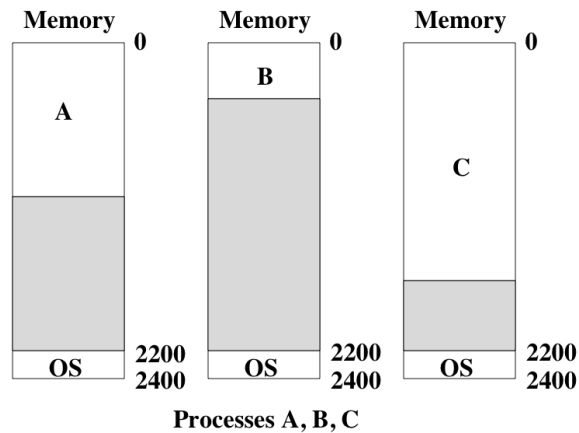 Memory
0
A
2200
OS
2400
Memory
0
B
2200
OS
2400
Memory
0
C
2200
OS
2400
Processes A, B, C